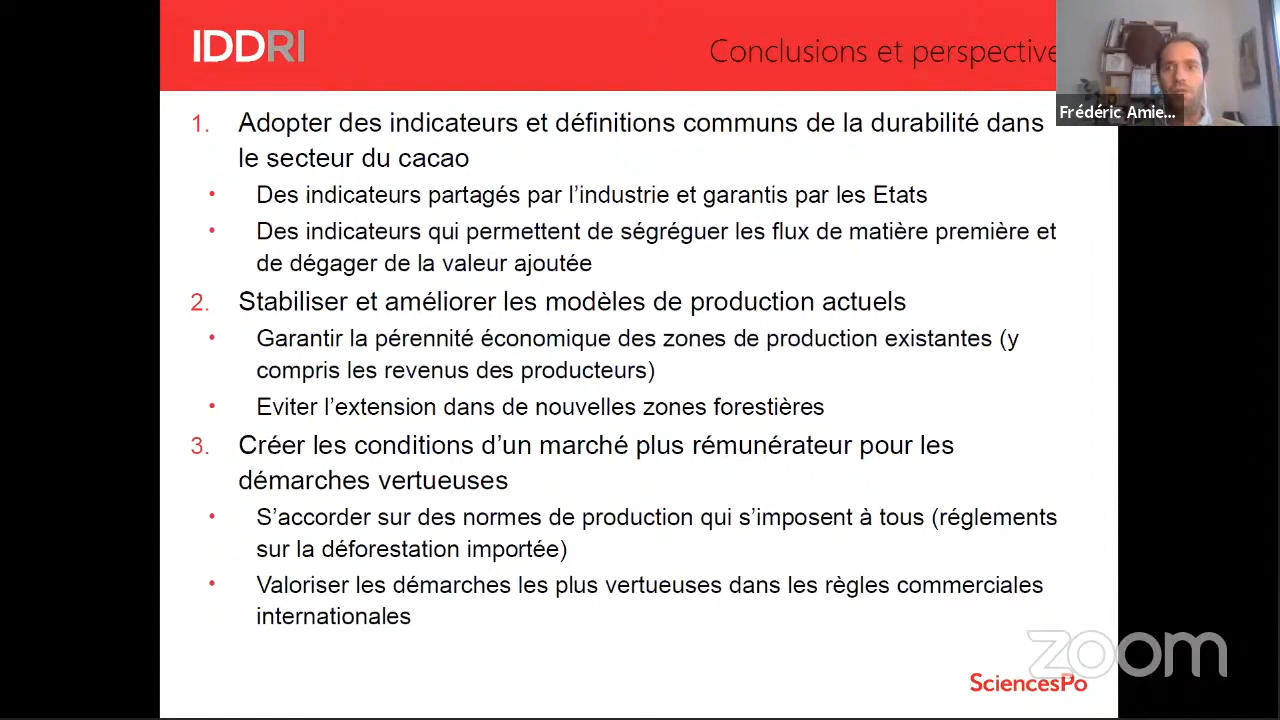 IDDRI
Conclusions et perspective
Frédéric Amie...
1. Adopter des indicateurs et définitions communs de la durabilité dans
le secteur du cacao
• Des indicateurs partagés par l’industrie et garantis par les Etats
• Des indicateurs qui permettent de ségréguer les flux de matière première et
de dégager de la valeur ajoutée
2. Stabiliser et améliorer les modèles de production actuels
• Garantir la pérennité économique des zones de production existantes (y
compris les revenus des producteurs)
• Eviter l’extension dans de nouvelles zones forestières
3. Créer les conditions d’un marché plus rémunérateur pour les
démarches vertueuses
• S’accorder sur des normes de production qui s’imposent à tous (réglements
sur la déforestation importée)
• Valoriser les démarches les plus vertueuses dans les règles commerciales
internationales
zoom
SciencesPo